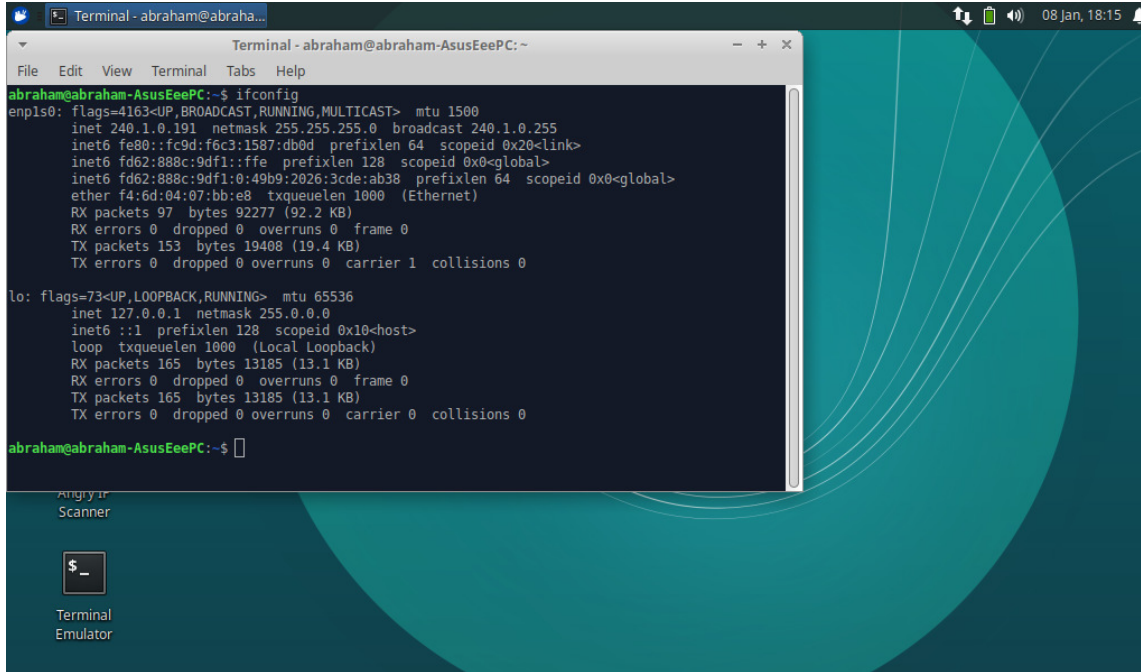 Terminal - abraham@abraha...
08 Jan, 18:15
Terminal - abraham@abraham-AsusEeePC: ~
File Edit View Terminal Tabs Help
abraham@abraham-AsusEeePC:~$ ifconfig
enp1s0: flags=4163<UP,BROADCAST,RUNNING,MULTICAST>  mtu 1500
        inet 240.1.0.191  netmask 255.255.255.0  broadcast 240.1.0.255
        inet6 fe80::fc9d:f6c3:1587:db0d  prefixlen 64  scopeid 0x20<link>
        inet6 fd62:888c:9df1::ffe  prefixlen 128  scopeid 0x0<global>
        inet6 fd62:888c:9df1:0:49b9:2026:3cde:ab38  prefixlen 64  scopeid 0x0<global>
        ether f4:6d:04:07:bb:e8  txqueuelen 1000  (Ethernet)
        RX packets 97  bytes 92277 (92.2 KB)
        RX errors 0  dropped 0  overruns 0  frame 0
        TX packets 153  bytes 19408 (19.4 KB)
        TX errors 0  dropped 0 overruns 0  carrier 1  collisions 0
lo: flags=73<UP,LOOPBACK,RUNNING>  mtu 65536
        inet 127.0.0.1  netmask 255.0.0.0
        inet6 ::1  prefixlen 128  scopeid 0x10<host>
        loop  txqueuelen 1000  (Local Loopback)
        RX packets 165  bytes 13185 (13.1 KB)
        RX errors 0  dropped 0  overruns 0  frame 0
        TX packets 165  bytes 13185 (13.1 KB)
        TX errors 0  dropped 0 overruns 0  carrier 0  collisions 0
abraham@abraham-AsusEeePC:~$
Angry IP
Scanner
$_
Terminal
Emulator